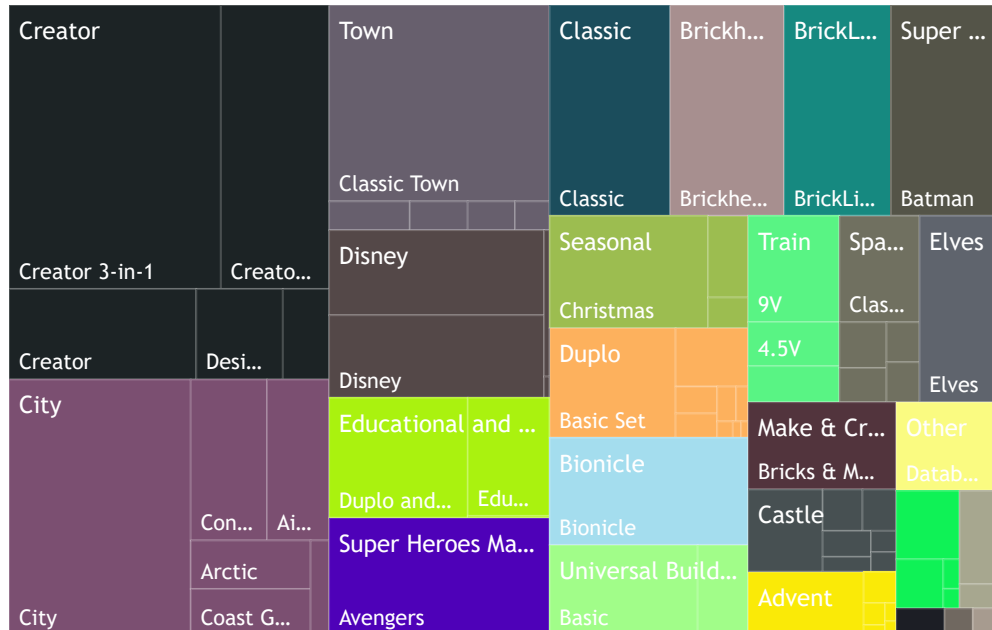 Creator
Creator 3-in-1
Creato...
Creator
Desi...
City
City
Con...
Ai...
Arctic
Coast G...
Town
Classic Town
Disney
Disney
Educational and ...
Duplo and...
Edu...
Super Heroes Ma...
Avengers
Classic
Classic
Brickh...
Brickhe...
BrickL...
BrickLi...
Super ...
Batman
Seasonal
Christmas
Train
9V
4.5V
Spa...
Clas...
Elves
Elves
Duplo
Basic Set
Bionicle
Bionicle
Universal Build...
Basic
Make & Cr...
Bricks & M...
Other
Datab...
Castle
Advent